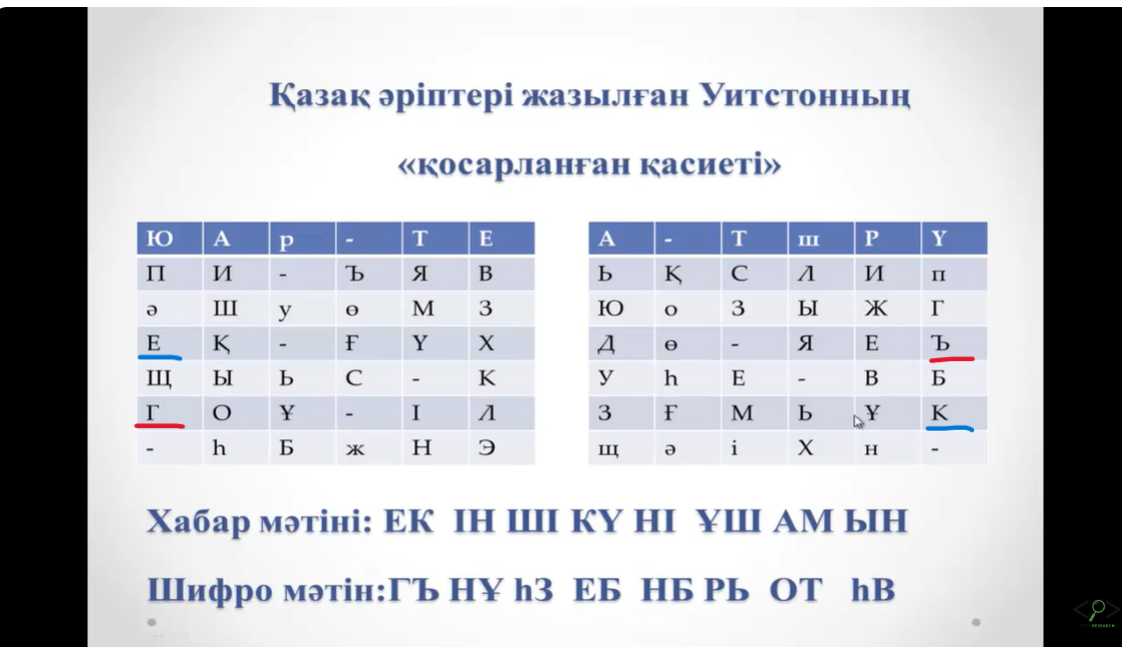 Қазақ әріптері жазылған Уитстонның
«қосарланған қасиеті»
Ю А р - Т Е
П И - Ъ Я В
ә Ш у ө М З
Е Қ - Ғ Ү Х
Щ Ы Ь С - К
Г О Ұ - І Л
- һ Б ж Н Э
А - Т ш Р Ү
Ь Қ С Л И п
Ю о З Ы Ж Г
Д ө - Я Е Ъ
У һ Е - В Б
З Ғ М Ь Ұ К
щ ә і Х н -
Хабар мәтіні: ЕК ІН ШІ КҮ НІ ҰШ АМ ЫН
Шифро мәтін:ГЪ НҰ һЗ ЕБ НБ РЬ ОТ һВ